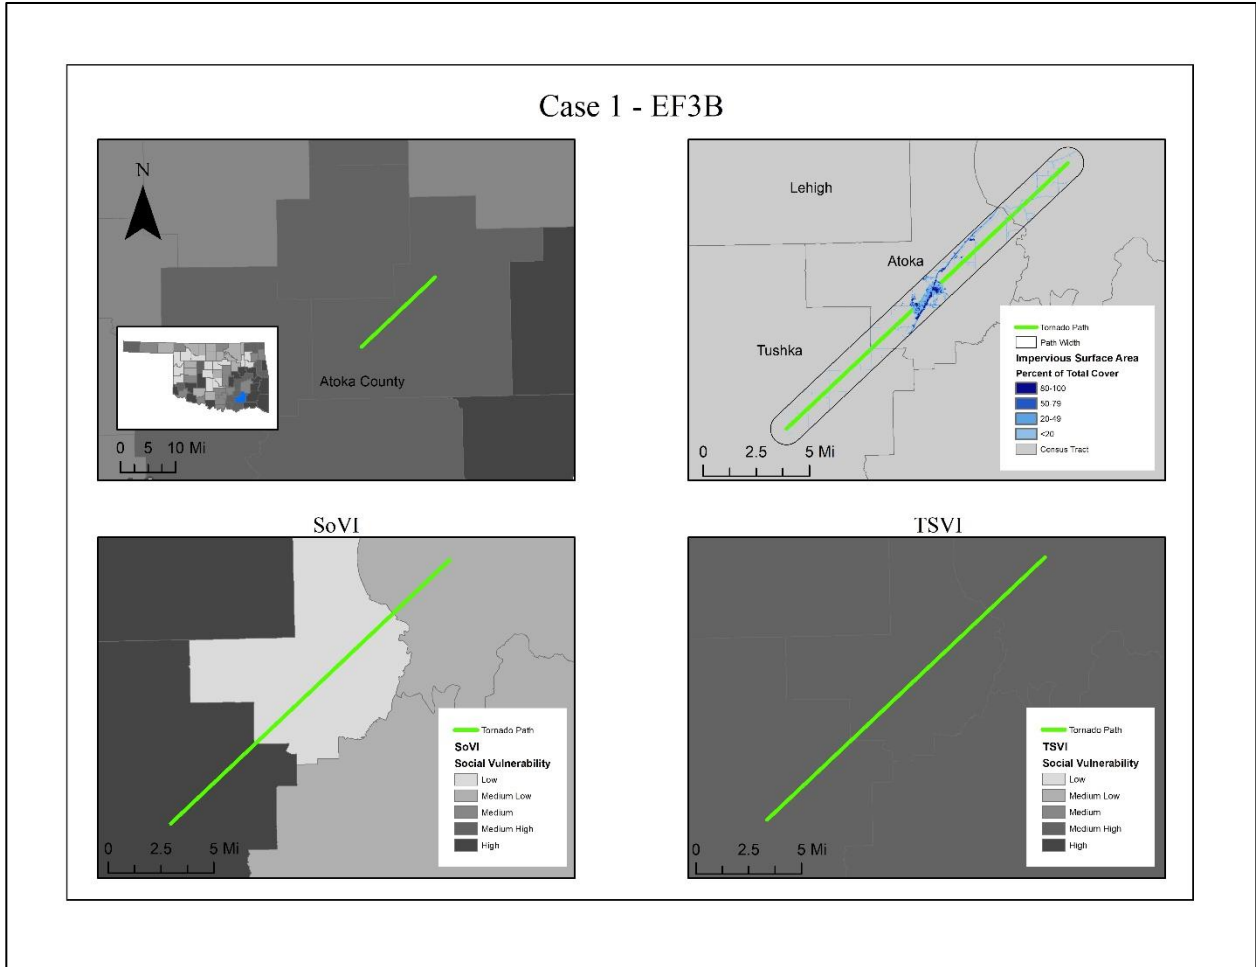 Case 1 - EF3B
N
Atoka County
0 5 10 Mi
Lehigh
Atoka
Tushka
0 2.5 5 Mi
Tornado Path
Path Width
Impervious Surface Area
Percent of Total Cover
80-100
50-79
20-49
<20
Census Tract
SoVI
Tornado Path
SoVI
Social Vulnerability
Low
Medium Low
Medium
Medium High
High
0 2.5 5 Mi
TSVI
Tornado Path
TSVI
Social Vulnerability
Low
Medium Low
Medium
Medium High
High
0 2.5 5 Mi